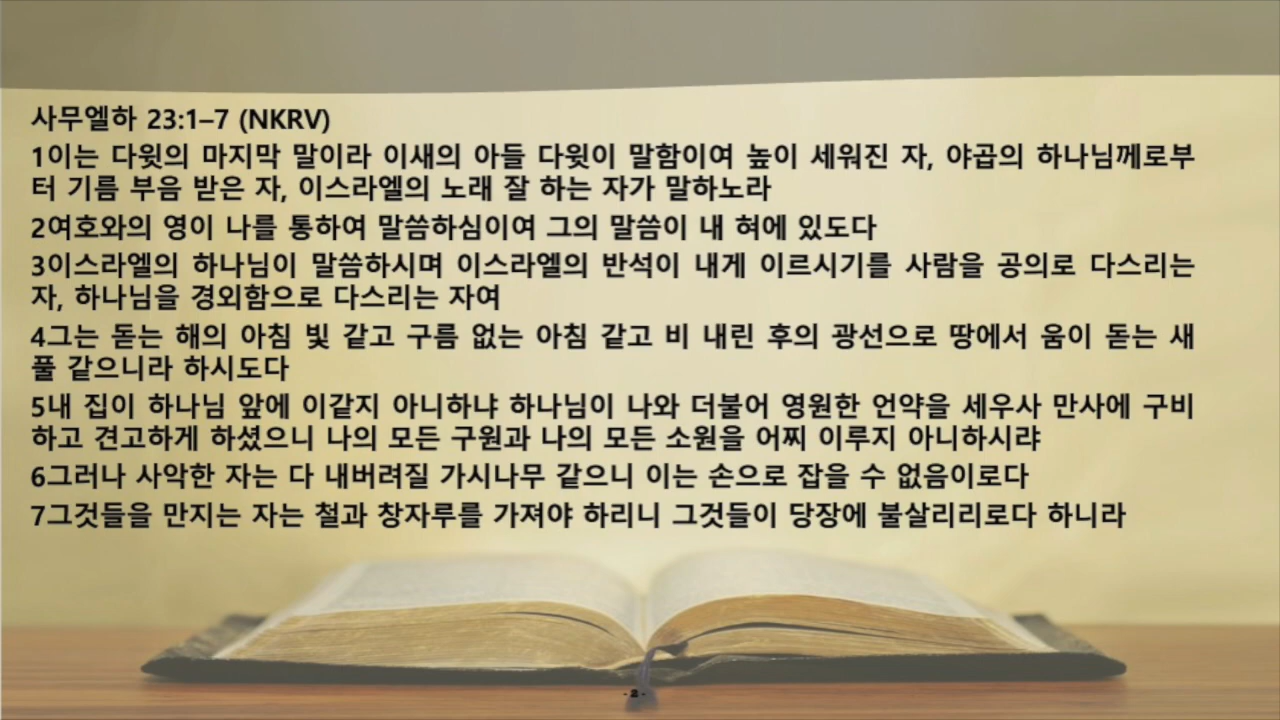 사무엘하 23:1–7 (NKRV)
1이는 다윗의 마지막 말이라 이새의 아들 다윗이 말함이여 높이 세워진 자, 야곱의 하나님께로부
터 기름 부음 받은 자, 이스라엘의 노래 잘 하는 자가 말하노라
2여호와의 영이 나를 통하여 말씀하심이여 그의 말씀이 내 혀에 있도다
3이스라엘의 하나님이 말씀하시며 이스라엘의 반석이 내게 이르시기를 사람을 공의로 다스리는
자, 하나님을 경외함으로 다스리는 자여
4그는 돋는 해의 아침 빛 같고 구름 없는 아침 같고 비 내린 후의 광선으로 땅에서 움이 돋는 새
풀 같으니라 하시도다
5내 집이 하나님 앞에 이같지 아니하냐 하나님이 나와 더불어 영원한 언약을 세우사 만사에 구비
하고 견고하게 하셨으니 나의 모든 구원과 나의 모든 소원을 어찌 이루지 아니하시랴
6그러나 사악한 자는 다 내버려질 가시나무 같으니 이는 손으로 잡을 수 없음이로다
7그것들을 만지는 자는 철과 창자루를 가져야 하리니 그것들이 당장에 불살리리로다 하니라
- 2 -